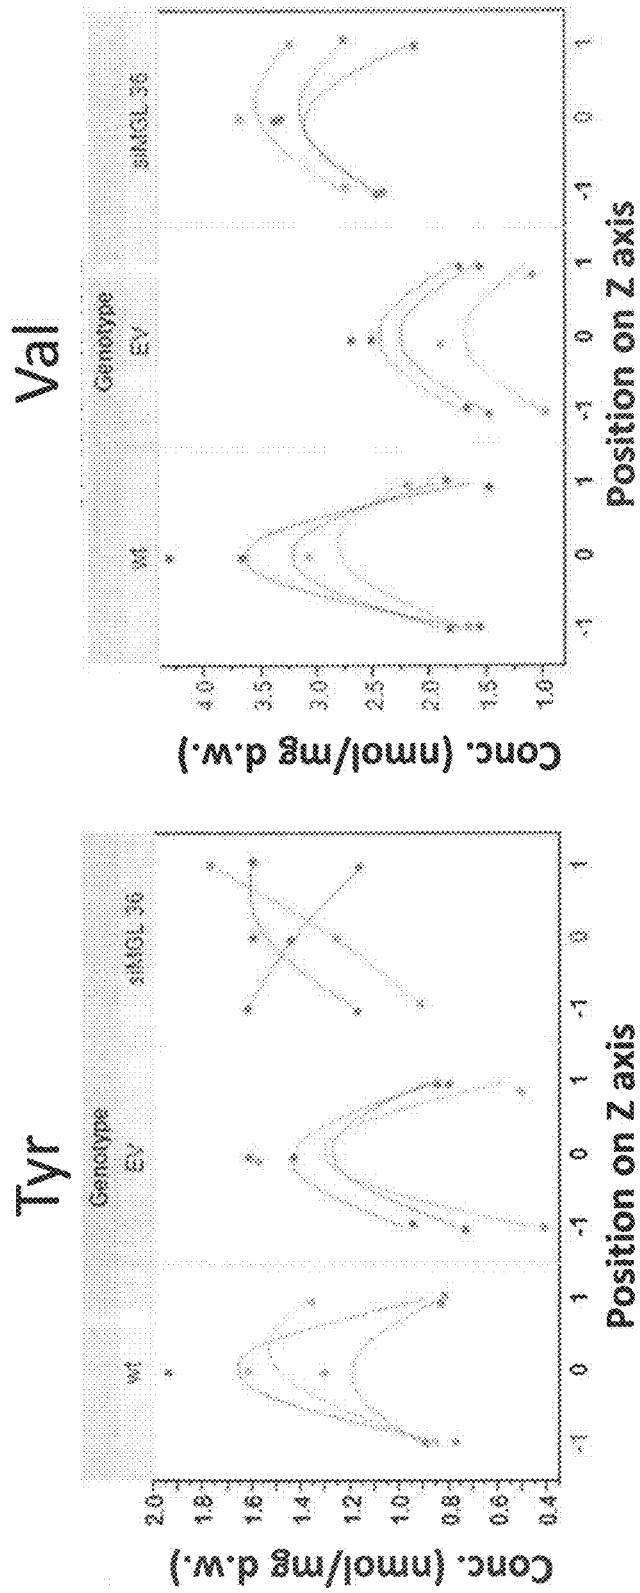 Tyr
Genotype
wt EV siMGL 36
2.0
1.8
1.6
1.4
1.2
1.0
0.8
0.6
0.4
Conc. (nmol/mg d.w.)
-1 0 1 -1 0 1 -1 0 1
Position on Z axis
Val
Genotype
wt EV siMGL 36
4.0
3.5
3.0
2.5
2.0
1.5
1.0
Conc. (nmol/mg d.w.)
-1 0 1 -1 0 1 -1 0 1
Position on Z axis